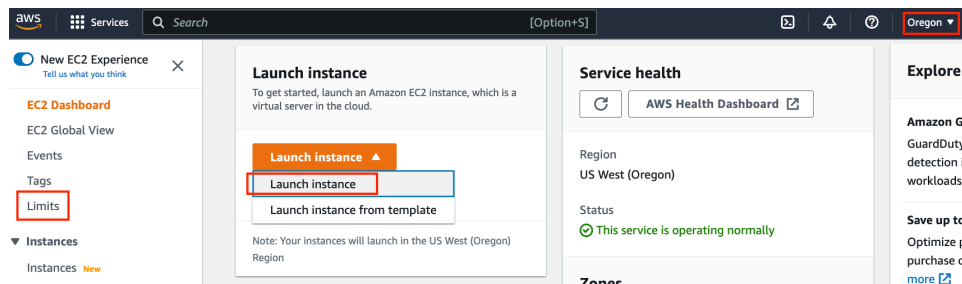 aws
Services
Search
[Option+S]
Oregon ▼
New EC2 Experience
Tell us what you think
EC2 Dashboard
EC2 Global View
Events
Tags
Limits
▼ Instances
Instances New
Launch instance
To get started, launch an Amazon EC2 instance, which is a
virtual server in the cloud.
Launch instance ▲
Launch instance
Launch instance from template
Note: Your instances will launch in the US West (Oregon)
Region
Service health
AWS Health Dashboard
Region
US West (Oregon)
Status
This service is operating normally
Zones
Explore
Amazon G
GuardDuty
detection i
workloads
Save up to
Optimize p
purchase o
more